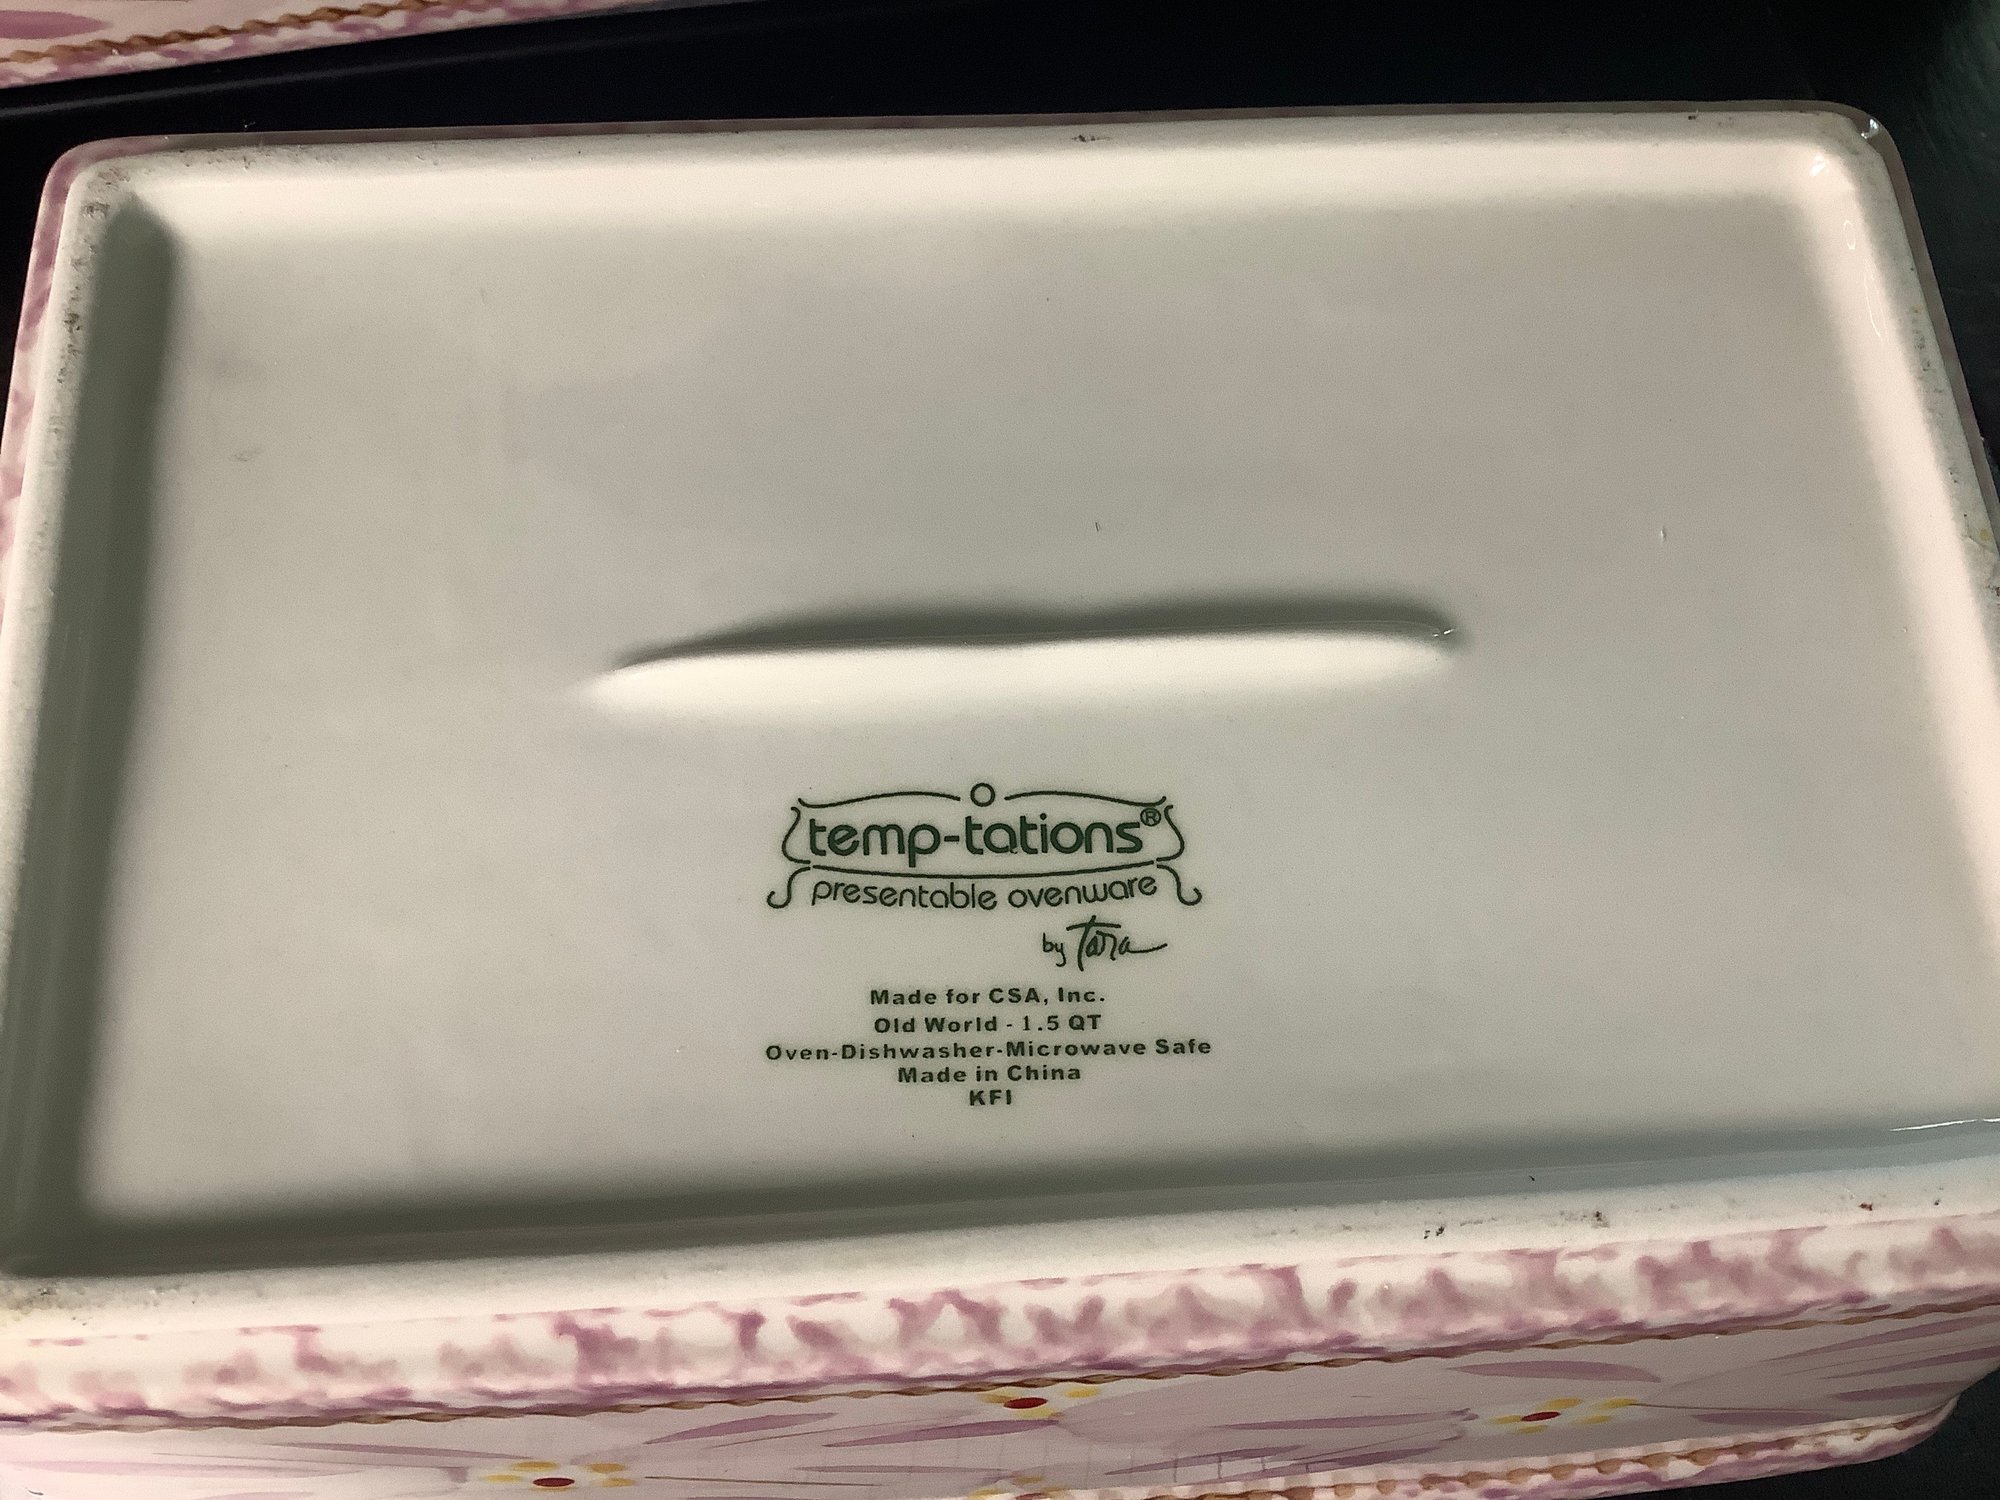 temp-tations®
presentable ovenware
by Tara
Made for CSA, Inc.
Old World - 1.5 QT
Oven-Dishwasher-Microwave Safe
Made in China
KFI